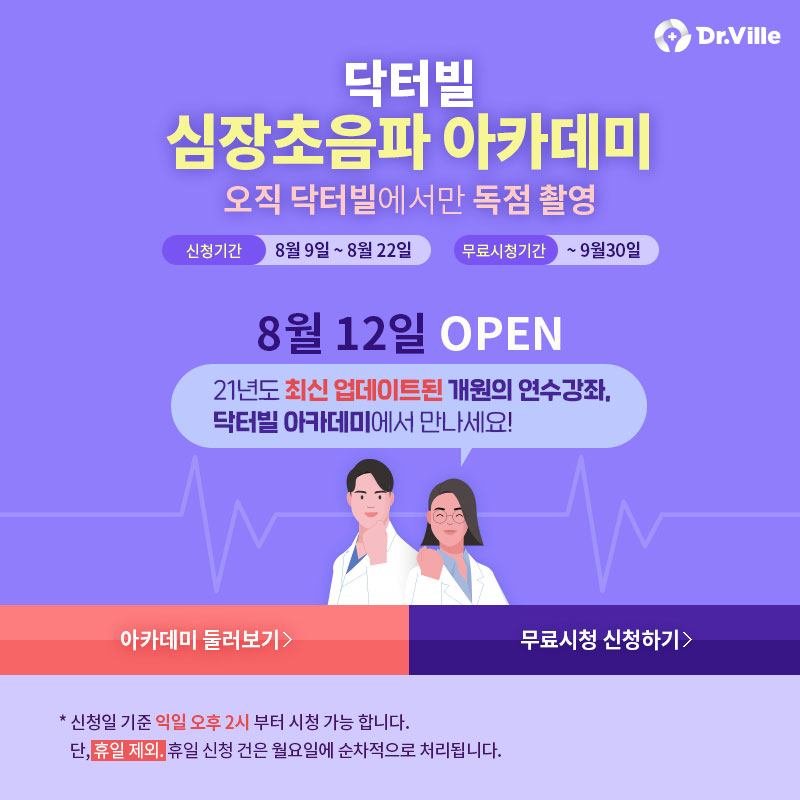 Dr.Ville
닥터빌
심장초음파 아카데미
오직 닥터빌에서만 독점 촬영
신청기간 8월 9일 ~ 8월 22일 무료시청기간 ~ 9월30일
8월 12일 OPEN
21년도 최신 업데이트된 개원의 연수강좌,
닥터빌 아카데미에서 만나세요!
아카데미 둘러보기> 무료시청 신청하기>
* 신청일 기준 익일 오후 2시 부터 시청 가능 합니다.
단, 휴일 제외. 휴일 신청 건은 월요일에 순차적으로 처리됩니다.